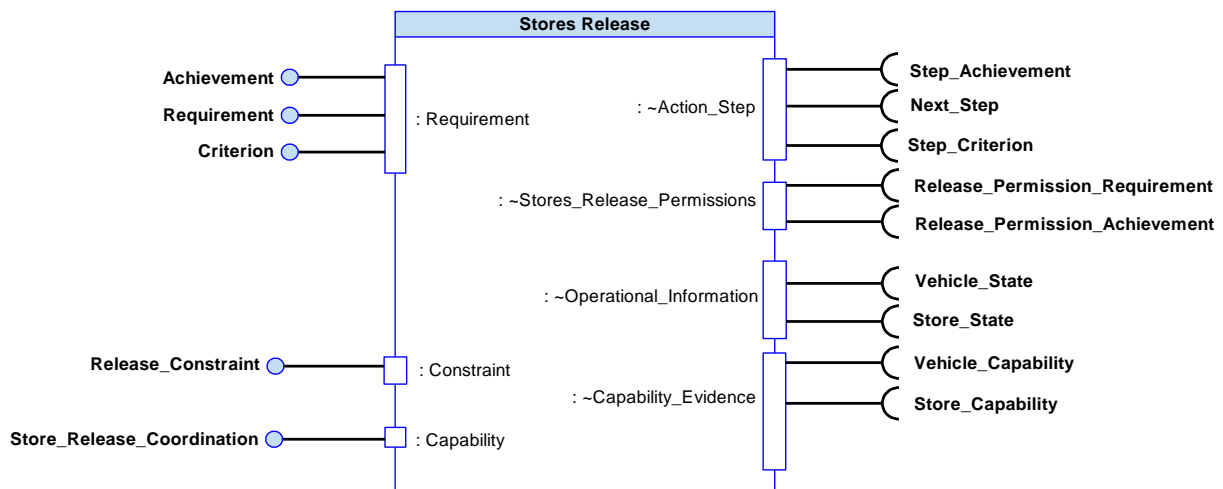 Stores Release
Achievement
Requirement
Criterion
: Requirement
Release_Constraint
: Constraint
Store_Release_Coordination
: Capability
: ~Action_Step
Step_Achievement
Next_Step
Step_Criterion
: ~Stores_Release_Permissions
Release_Permission_Requirement
Release_Permission_Achievement
: ~Operational_Information
Vehicle_State
Store_State
: ~Capability_Evidence
Vehicle_Capability
Store_Capability